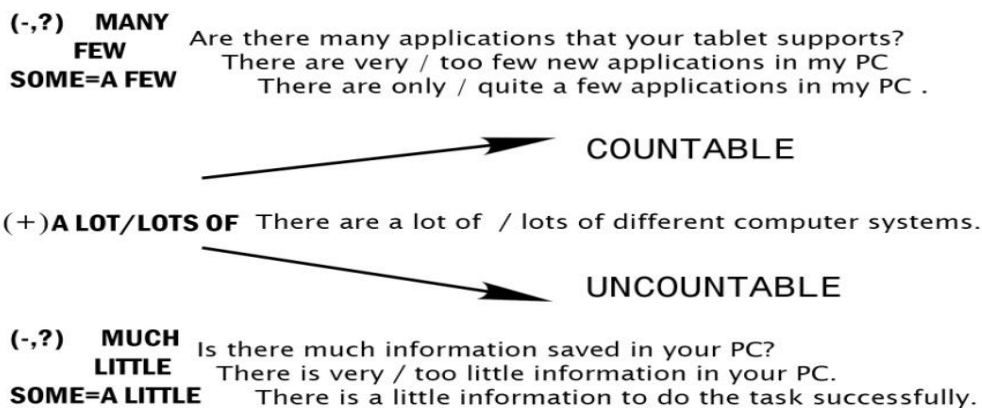 (-,?) MANY
FEW Are there many applications that your tablet supports?
There are very / too few new applications in my PC
SOME=A FEW There are only / quite a few applications in my PC .
COUNTABLE
(+)A LOT/LOTS OF There are a lot of / lots of different computer systems.
UNCOUNTABLE
(-,?) MUCH
Is there much information saved in your PC?
LITTLE There is very / too little information in your PC.
SOME=A LITTLE There is a little information to do the task successfully.